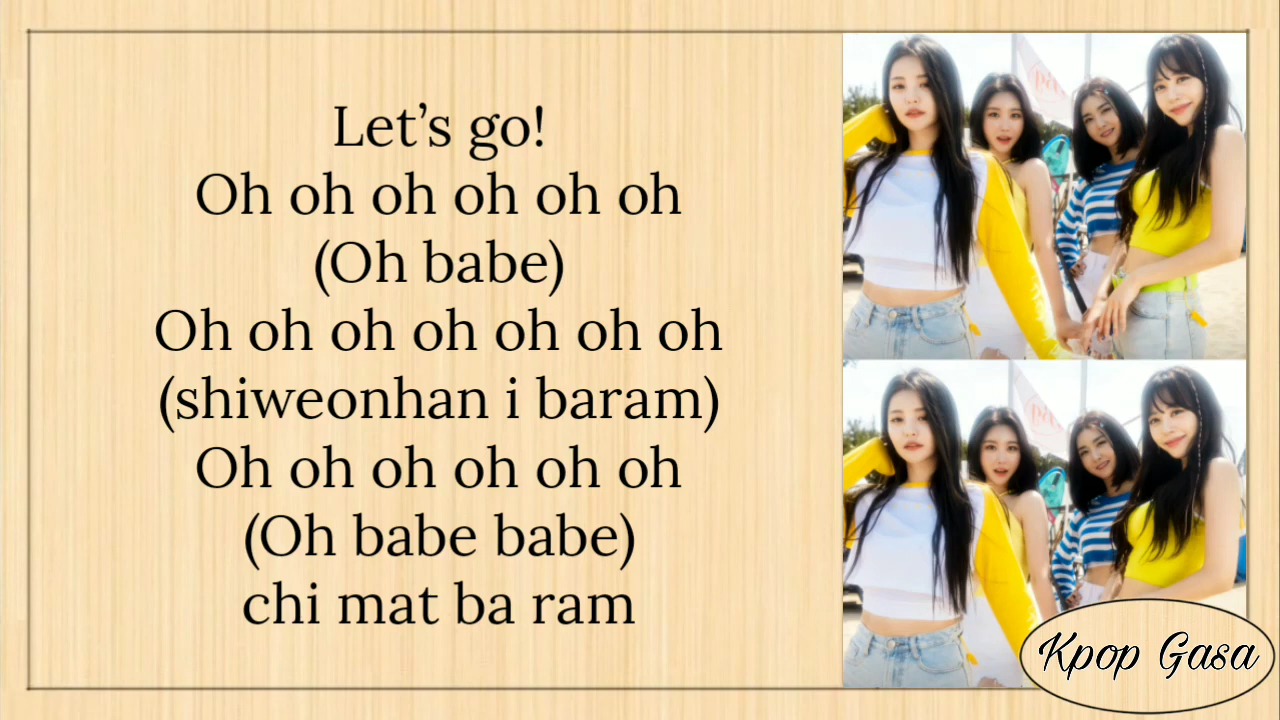 Let's go!
Oh oh oh oh oh oh
(Oh babe)
Oh oh oh oh oh oh oh
(shiweonhan i baram)
Oh oh oh oh oh oh
(Oh babe babe)
chi mat ba ram
Kpop Gasa